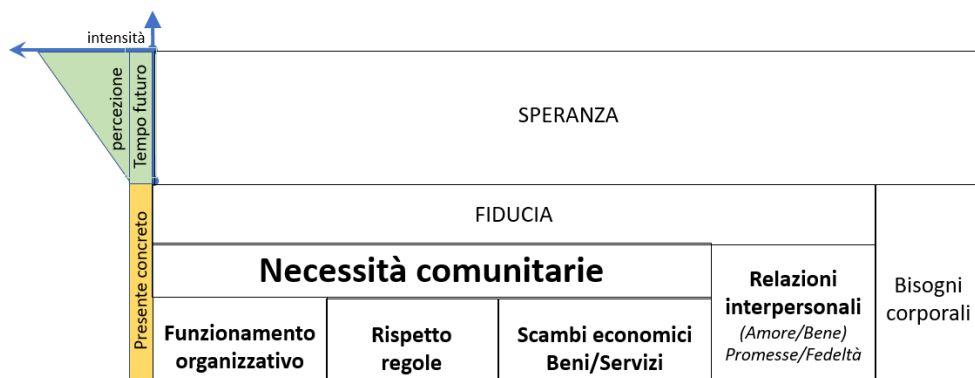 intensità
percezione
Tempo futuro
SPERANZA
Presente concreto
FIDUCIA
Necessità comunitarie
Funzionamento
organizzativo
Rispetto
regole
Scambi economici
Beni/Servizi
Relazioni
interpersonali
(Amore/Bene)
Promesse/Fedeltà
Bisogni
corporali